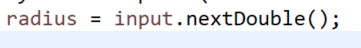 radius = input.nextDouble();